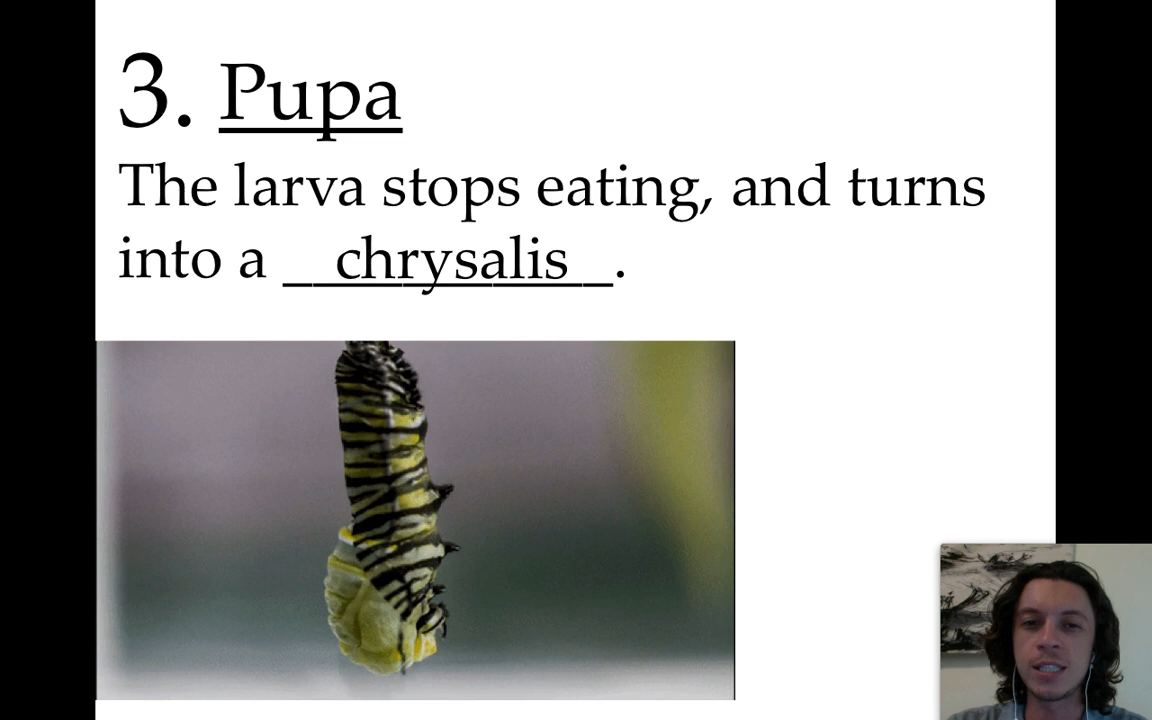 3. Pupa
The larva stops eating, and turns
into a __chrysalis__.